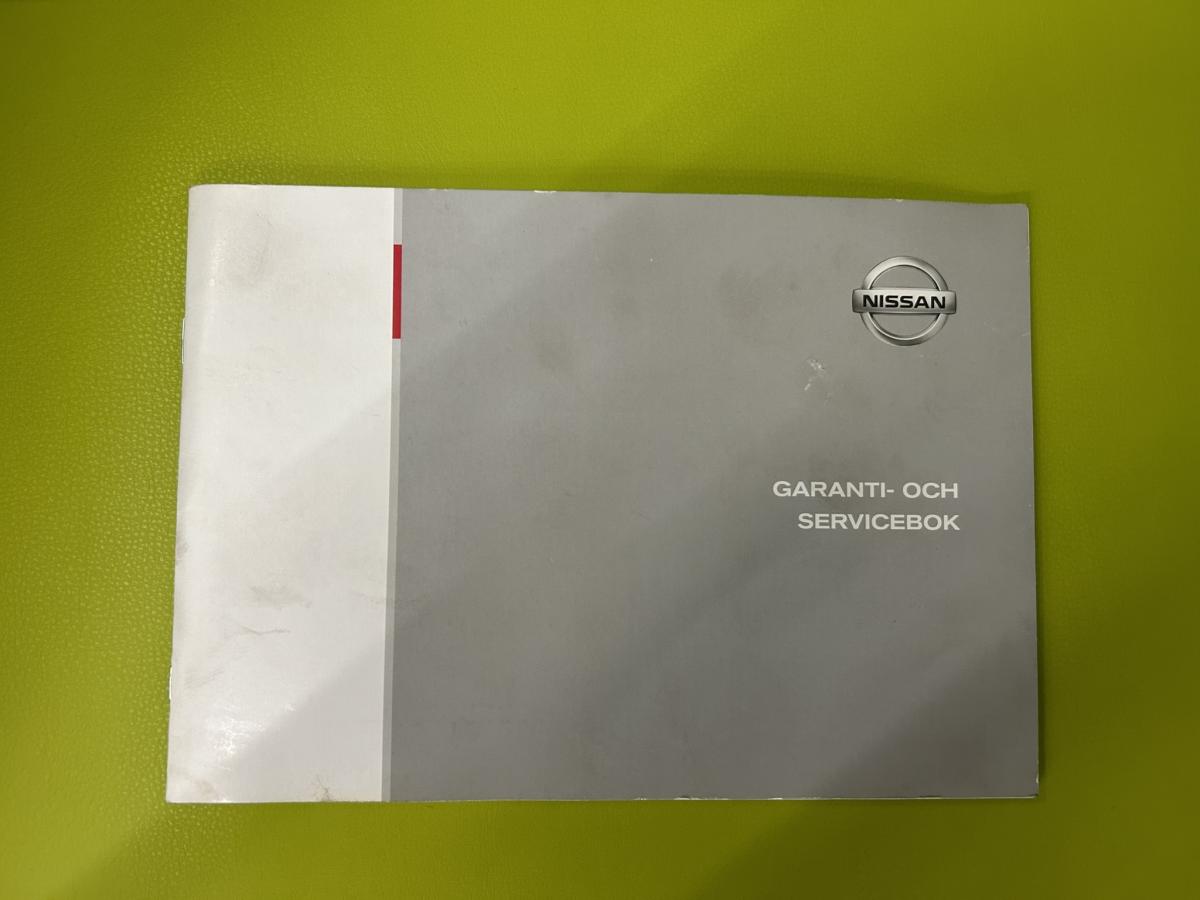 NISSAN
GARANTI- OCH
SERVICEBOK